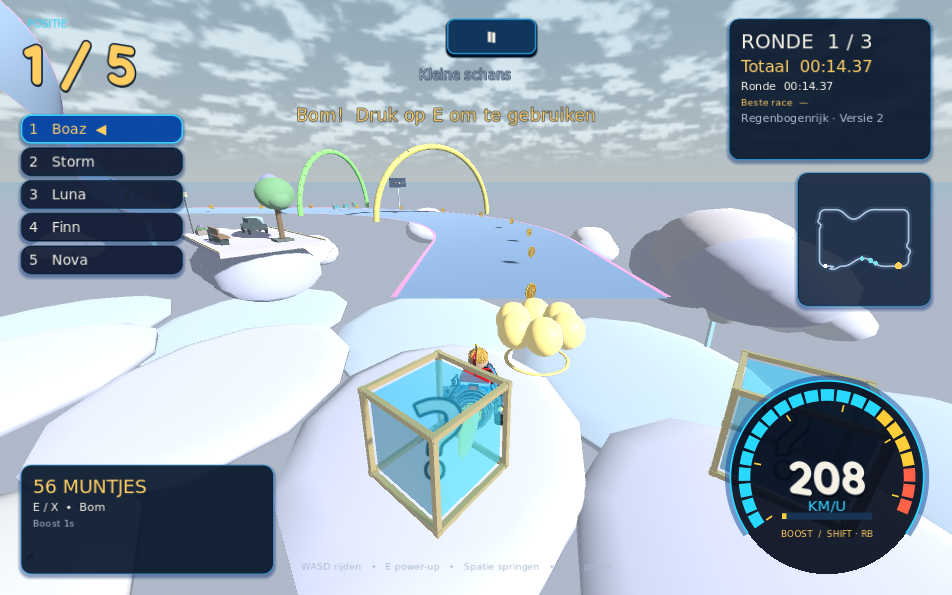 POSITIE
1 / 5
1 Boaz ◀
2 Storm
3 Luna
4 Finn
5 Nova
Kleine schans
Bom! Druk op E om te gebruiken
RONDE 1 / 3
Totaal 00:14.37
Ronde 00:14.37
Beste race —
Regenboogenrijk · Versie 2
?
?
56 MUNTJES
E / X • Bom
Boost 1s
208
KM/U
BOOST / SHIFT · RB
WASD rijden • E power-up • Spatie springen •